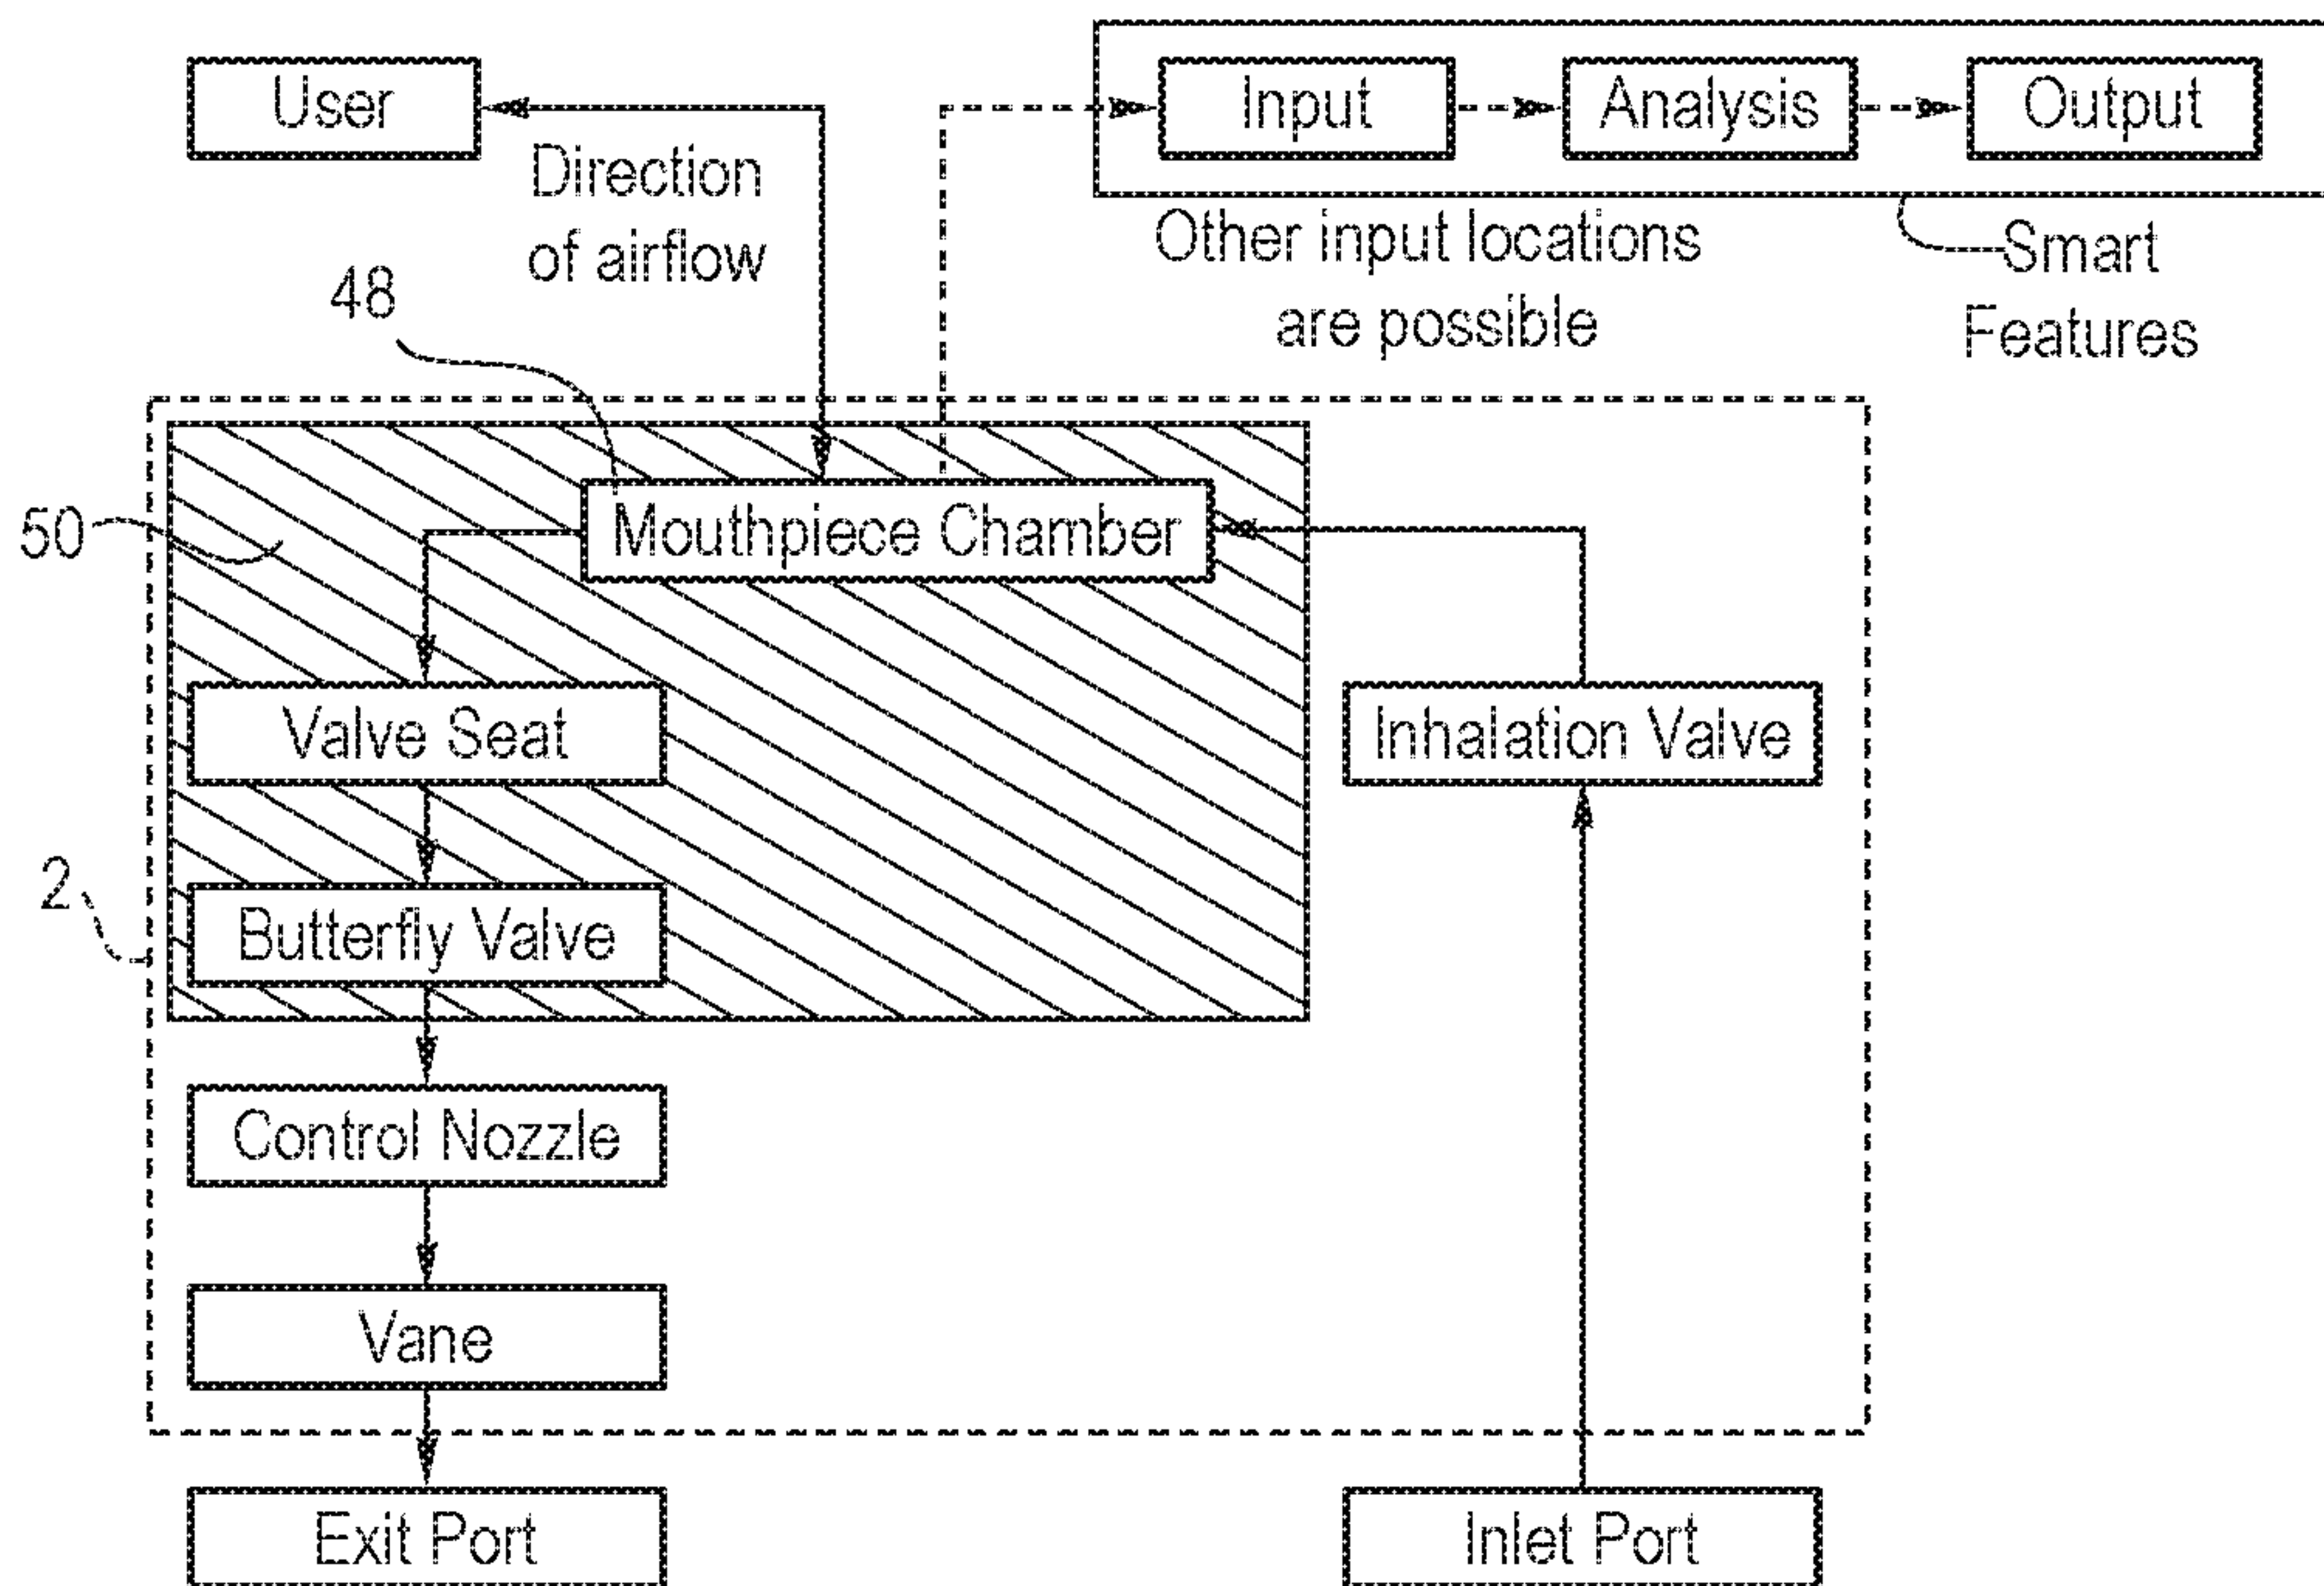 User
Input
Analysis
Output
Direction
of airflow
Other input locations
are possible
Smart
Features
48
50
Mouthpiece Chamber
Valve Seat
Inhalation Valve
2
Butterfly Valve
Control Nozzle
Vane
Exit Port
Inlet Port